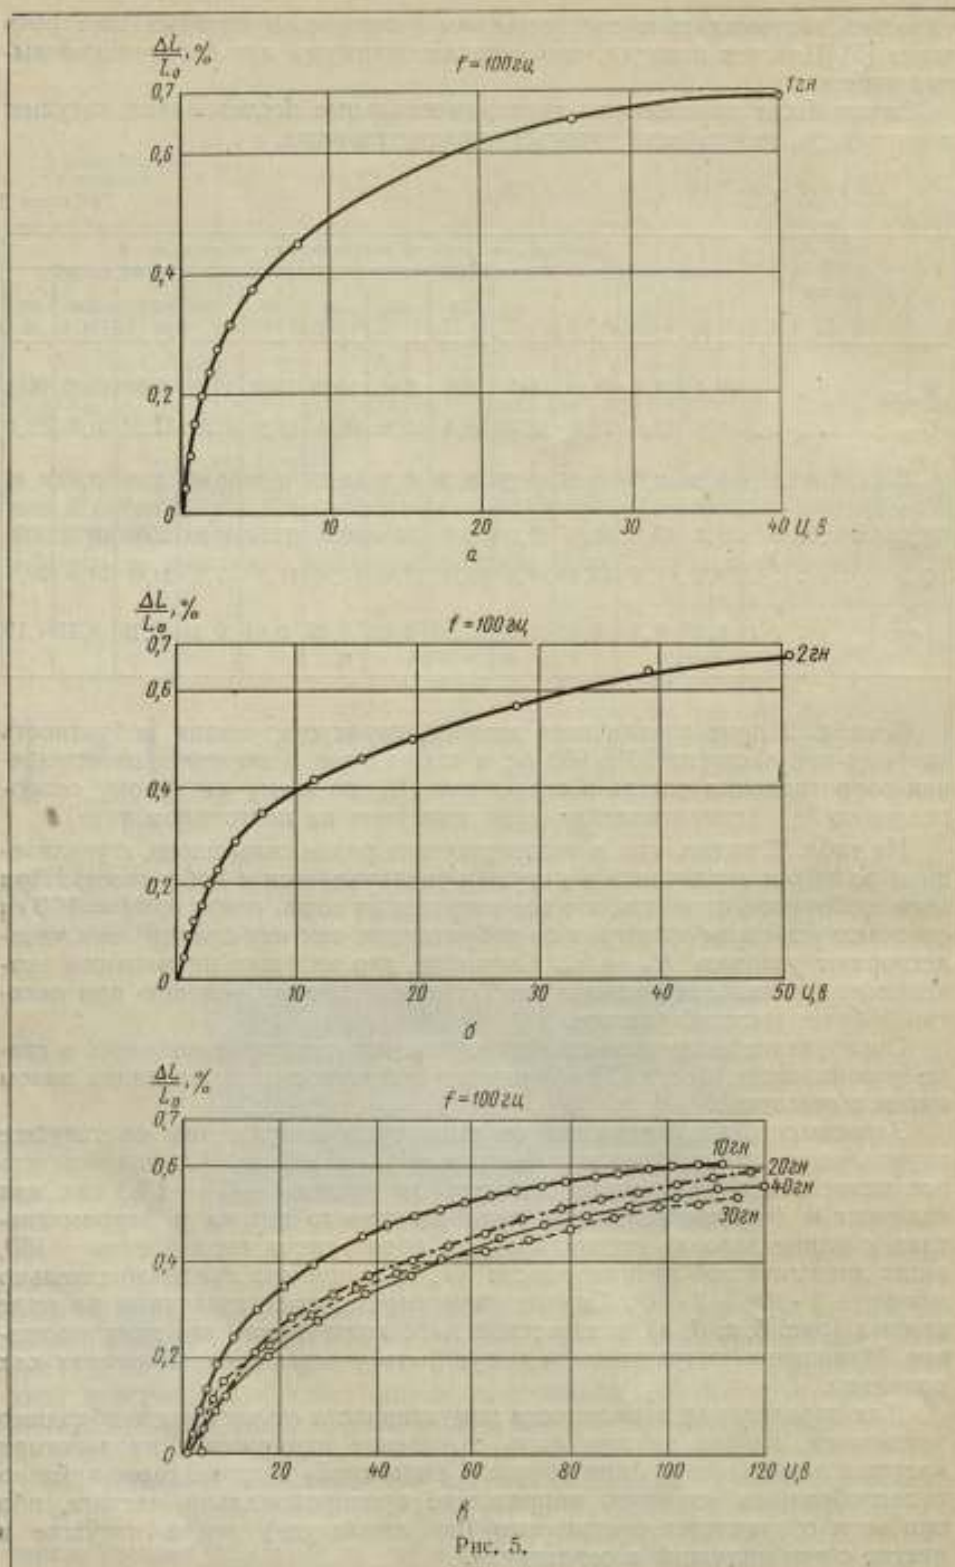 ΔL/L₀, %
f = 100 гц
0,7
1 гн
0,6
0,4
0,2
0
10
20
30
40 U, в
а
ΔL/L₀, %
f = 100 гц
0,7
2 гн
0,6
0,4
0,2
0
10
20
30
40
50 U, в
б
ΔL/L₀, %
f = 100 гц
0,7
10 гн
0,6
20 гн
40 гн
30 гн
0,4
0,2
0
20
40
60
80
100
120 U, в
в
Рис. 5.